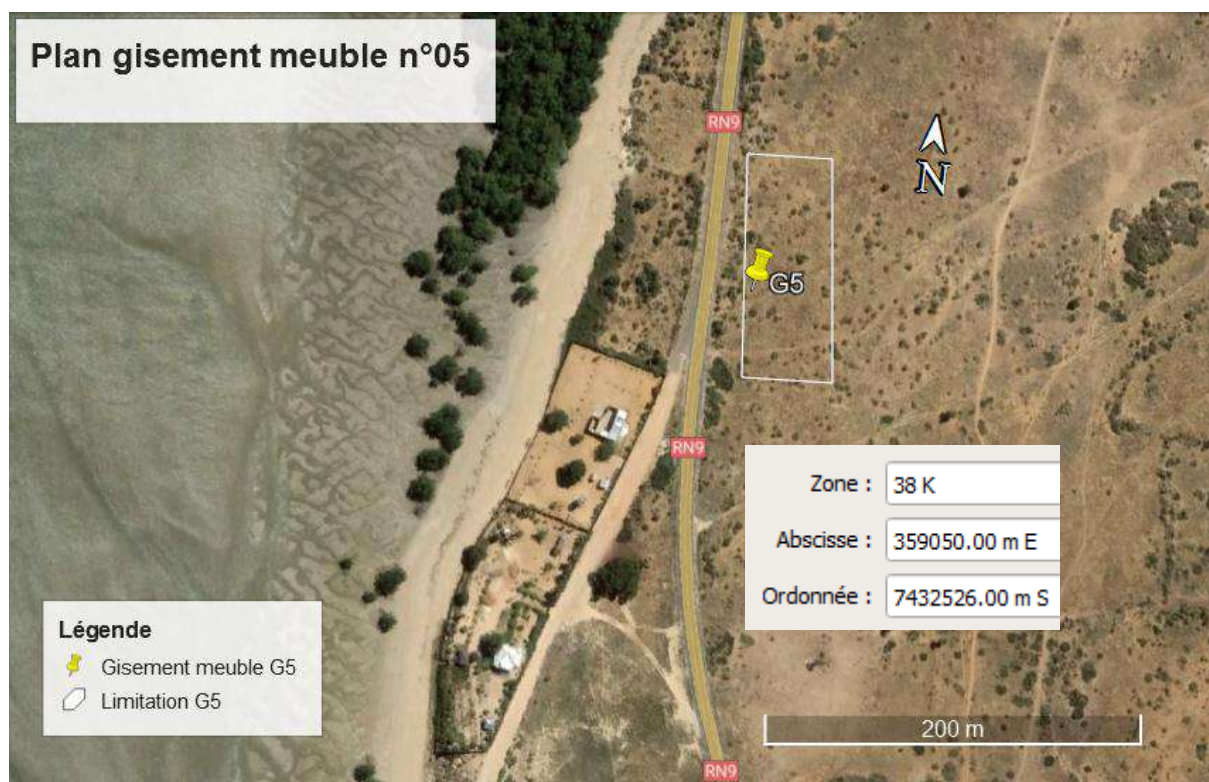 Plan gisement meuble n°05
RN9
N
G5
RN9
Zone : 38 K
Abscisse : 359050.00 m E
Ordonnée : 7432526.00 m S
Légende
Gisement meuble G5
Limitation G5
200 m
RN9